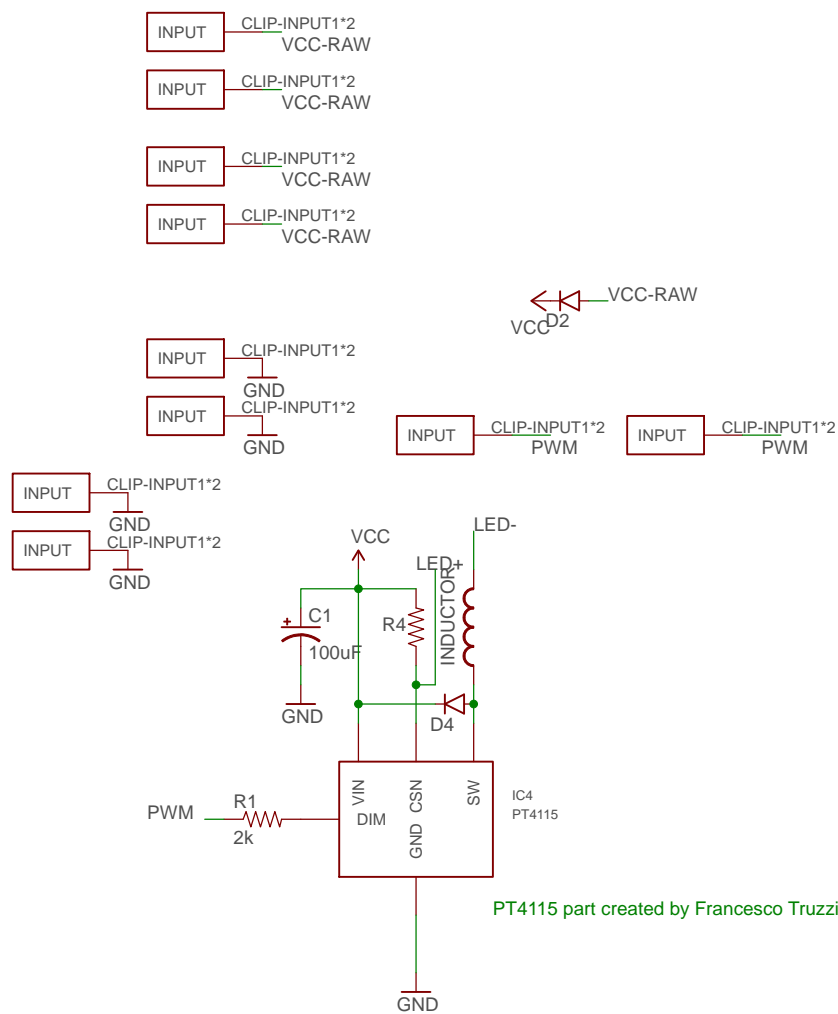 INPUT
CLIP-INPUT1*2
VCC-RAW
INPUT
CLIP-INPUT1*2
VCC-RAW
INPUT
CLIP-INPUT1*2
VCC-RAW
INPUT
CLIP-INPUT1*2
VCC-RAW
VCC-RAW
VCC
D2
INPUT
CLIP-INPUT1*2
GND
INPUT
CLIP-INPUT1*2
GND
INPUT
CLIP-INPUT1*2
PWM
INPUT
CLIP-INPUT1*2
PWM
INPUT
CLIP-INPUT1*2
GND
INPUT
CLIP-INPUT1*2
GND
LED-
VCC
LED+
INDUCTOR
+
C1
100uF
R4
GND
D4
VIN
CSN
SW
IC4
PT4115
PWM
R1
2k
DIM
GND
PT4115 part created by Francesco Truzzi
GND